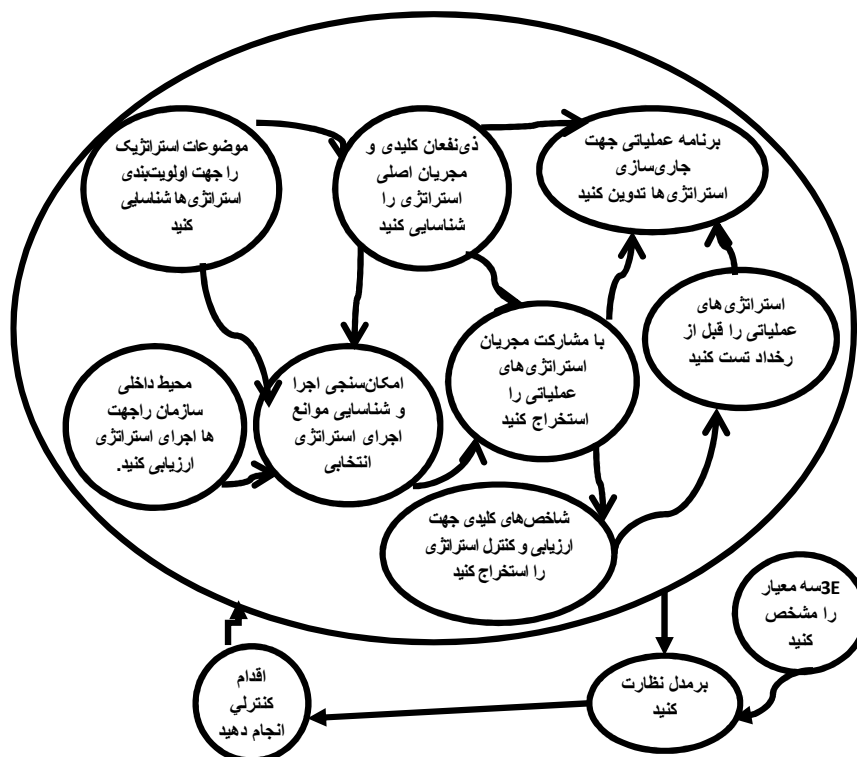 موضوعات استراتژیک
را جهت اولویت‌بندی
استراتژی‌ها شناسایی
کنید
ذی‌نفعان کلیدی و
مجریان اصلی
استراتژی را
شناسایی کنید
برنامه عملیاتی جهت
جاری‌سازی
استراتژی‌ها تدوین کنید
استراتژی‌های
عملیاتی را قبل از
رخداد تست کنید
با مشارکت مجریان
استراتژی‌های
عملیاتی را
استخراج کنید
امکان‌سنجی اجرا
و شناسایی موانع
اجرای استراتژی
انتخابی
محیط داخلی
سازمان راجهت
ها اجرای استراتژی
ارزیابی کنید.
شاخص‌های کلیدی جهت
ارزیابی و کنترل استراتژی
را استخراج کنید
3Eسه معیار
را مشخص
کنید
برمدل نظارت
کنید
اقدام
کنترلي
انجام دهید